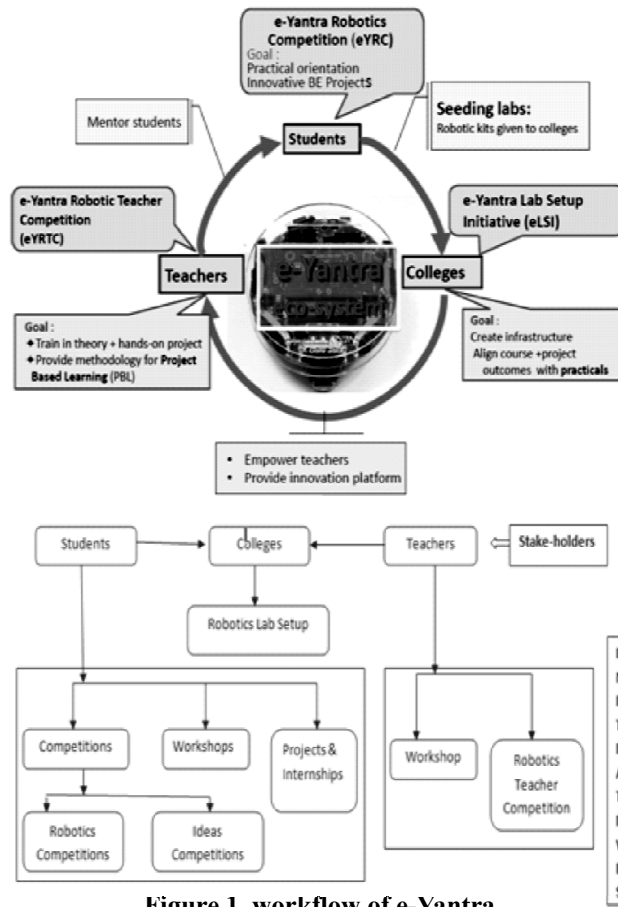 e-Yantra Robotics
Competition (eYRC)
Goal :
Practical orientation
Innovative BE ProjectS
Mentor students
Students
Seeding labs:
Robotic kits given to colleges
e-Yantra Robotic Teacher
Competition
(eYRTC)
e-Yantra Lab Setup
Initiative (eLSI)
Teachers
e-Yantra
co-system
Colleges
Goal :
✦Train in theory + hands-on project
✦Provide methodology for Project
Based Learning (PBL)
Goal :
Create infrastructure
Align course +project
outcomes with practicals
• Empower teachers
• Provide innovation platform
Students
Colleges
Teachers
Stake-holders
Robotics Lab Setup
Competitions
Workshops
Projects &
Internships
Workshop
Robotics
Teacher
Competition
Robotics
Competitions
Ideas
Competitions
Figure 1. workflow of e-Yantra